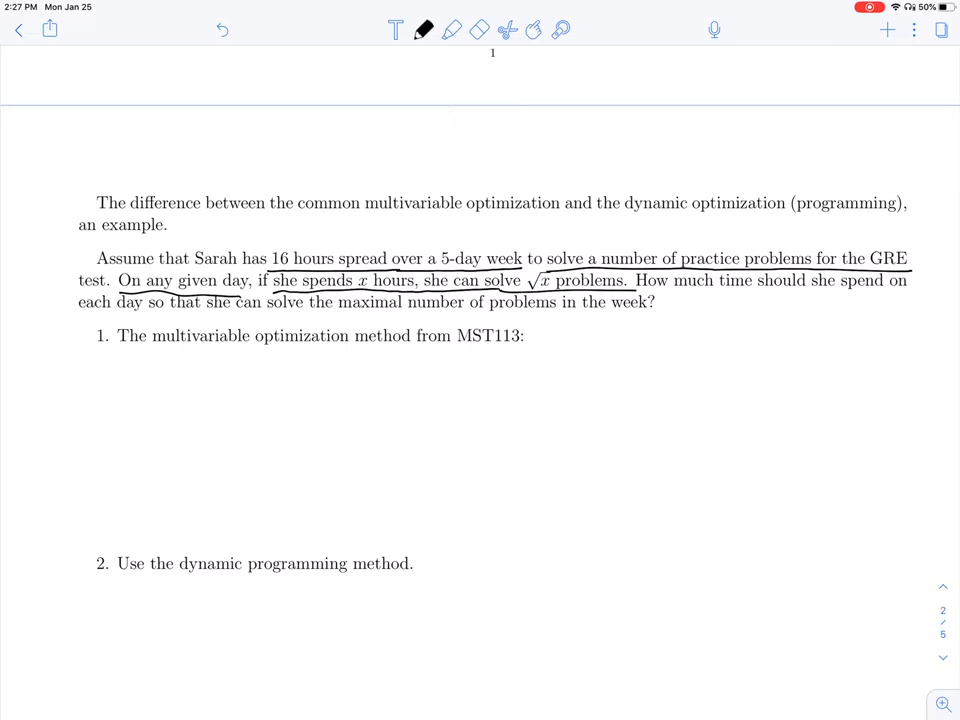 2:27 PM Mon Jan 25 50%
T
1
The difference between the common multivariable optimization and the dynamic optimization (programming),
an example.
Assume that Sarah has 16 hours spread over a 5-day week to solve a number of practice problems for the GRE
test. On any given day, if she spends x hours, she can solve √x problems. How much time should she spend on
each day so that she can solve the maximal number of problems in the week?
1. The multivariable optimization method from MST113:
2. Use the dynamic programming method.
2
/
5